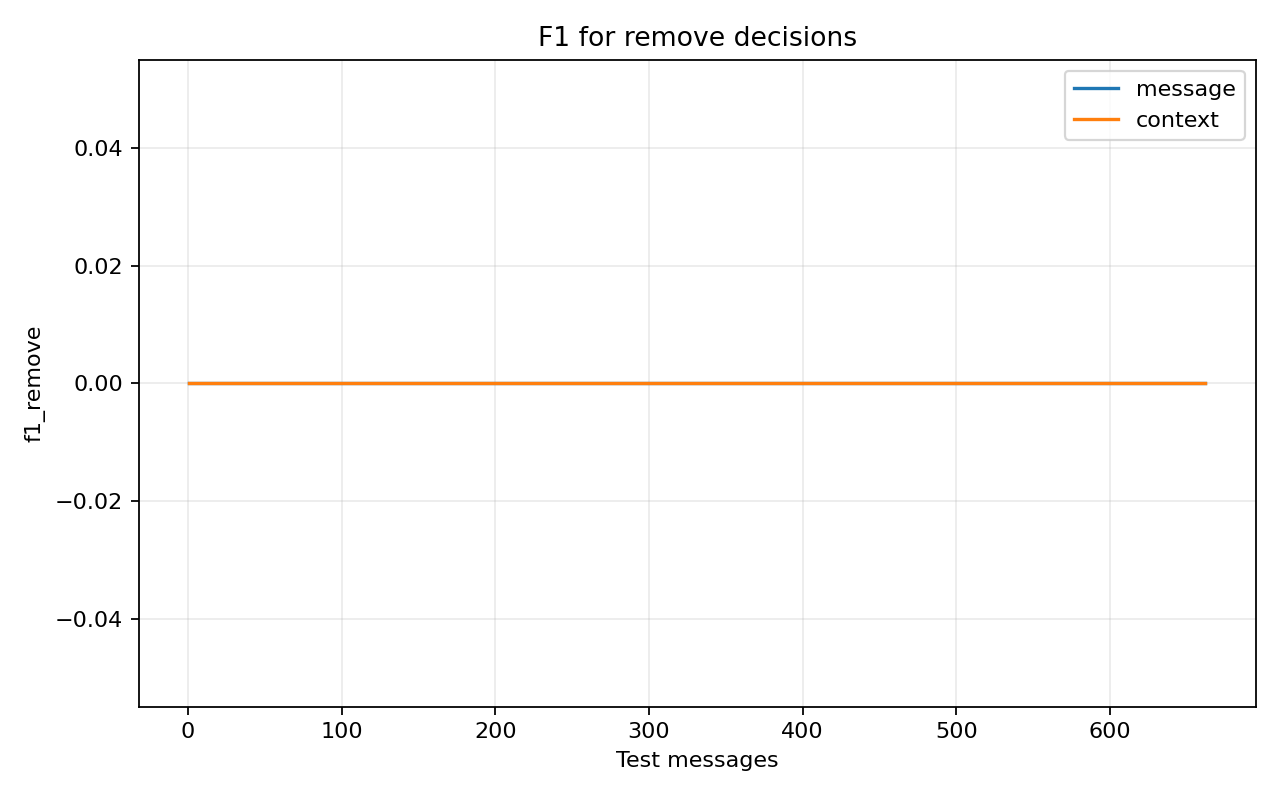 F1 for remove decisions
message
context
0.04
0.02
0.00
−0.02
−0.04
f1_remove
0 100 200 300 400 500 600
Test messages